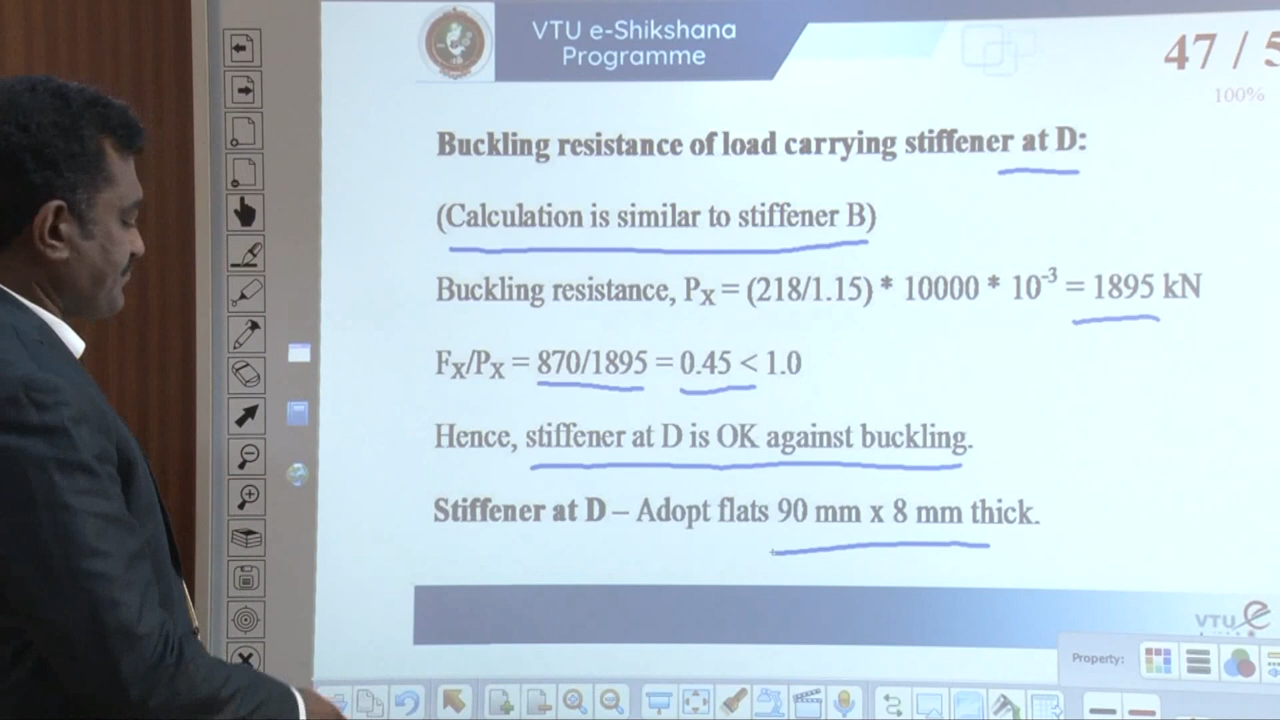 VTU e-Shikshana
Programme
47 / 5
100%
Buckling resistance of load carrying stiffener at D:
(Calculation is similar to stiffener B)
Buckling resistance, Px = (218/1.15) * 10000 * 10⁻³ = 1895 kN
Fx/Px = 870/1895 = 0.45 < 1.0
Hence, stiffener at D is OK against buckling.
Stiffener at D – Adopt flats 90 mm x 8 mm thick.
VTU e
Property: